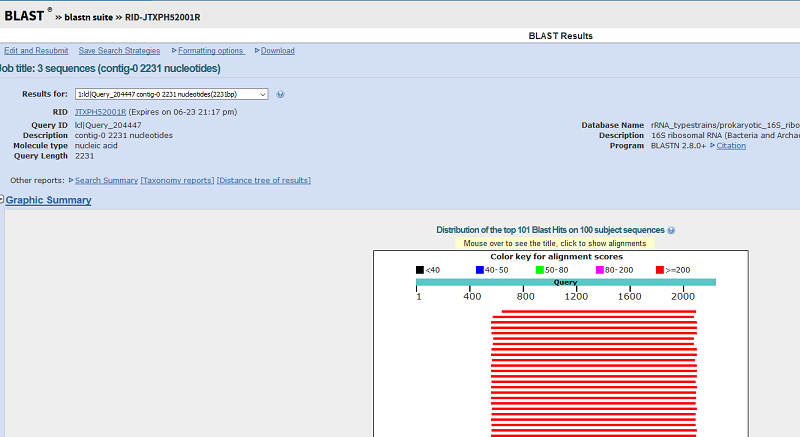 BLAST ® » blastn suite » RID-JTXPH52001R
BLAST Results
Edit and Resubmit Save Search Strategies Formatting options Download
Job title: 3 sequences (contig-0 2231 nucleotides)
Results for: 1:lcl|Query_204447 contig-0 2231 nucleotides(2231bp)
RID JTXPH52001R (Expires on 06-23 21:17 pm)
Query ID lcl|Query_204447
Description contig-0 2231 nucleotides
Molecule type nucleic acid
Query Length 2231
Database Name rRNA_typestrains/prokaryotic_16S_ribo
Description 16S ribosomal RNA (Bacteria and Archae
Program BLASTN 2.8.0+ Citation
Other reports: Search Summary [Taxonomy reports] [Distance tree of results]
Graphic Summary
Distribution of the top 101 Blast Hits on 100 subject sequences
Mouse over to see the title, click to show alignments
Color key for alignment scores
<40 40-50 50-80 80-200 >=200
Query
1 400 800 1200 1600 2000